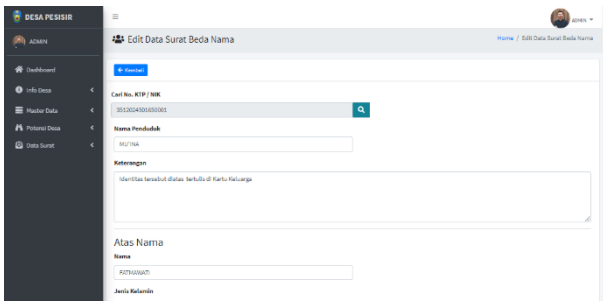 DESA PESISIR
ADMIN
ADMIN
Edit Data Surat Beda Nama
Home / Edit Data Surat Beda Nama
Dashboard
Info Desa
Master Data
Potensi Desa
Data Surat
Kembali
Cari No. KTP / NIK
3512024501650001
Nama Penduduk
MU'INA
Keterangan
Identitas tersebut diatas tertulis di Kartu Keluarga
Atas Nama
Nama
FATMAWATI
Jenis Kelamin